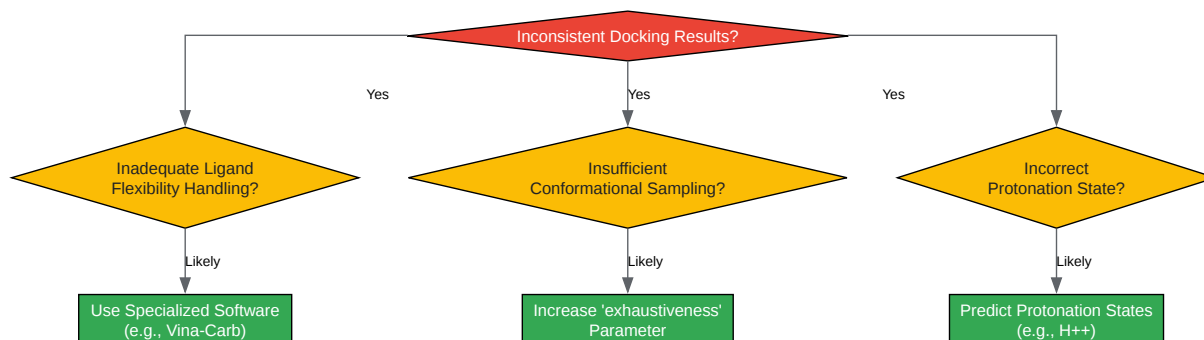 Inconsistent Docking Results?
Yes
Yes
Yes
Inadequate Ligand
Flexibility Handling?
Insufficient
Conformational Sampling?
Incorrect
Protonation State?
Likely
Likely
Likely
Use Specialized Software
(e.g., Vina-Carb)
Increase 'exhaustiveness'
Parameter
Predict Protonation States
(e.g., H++)